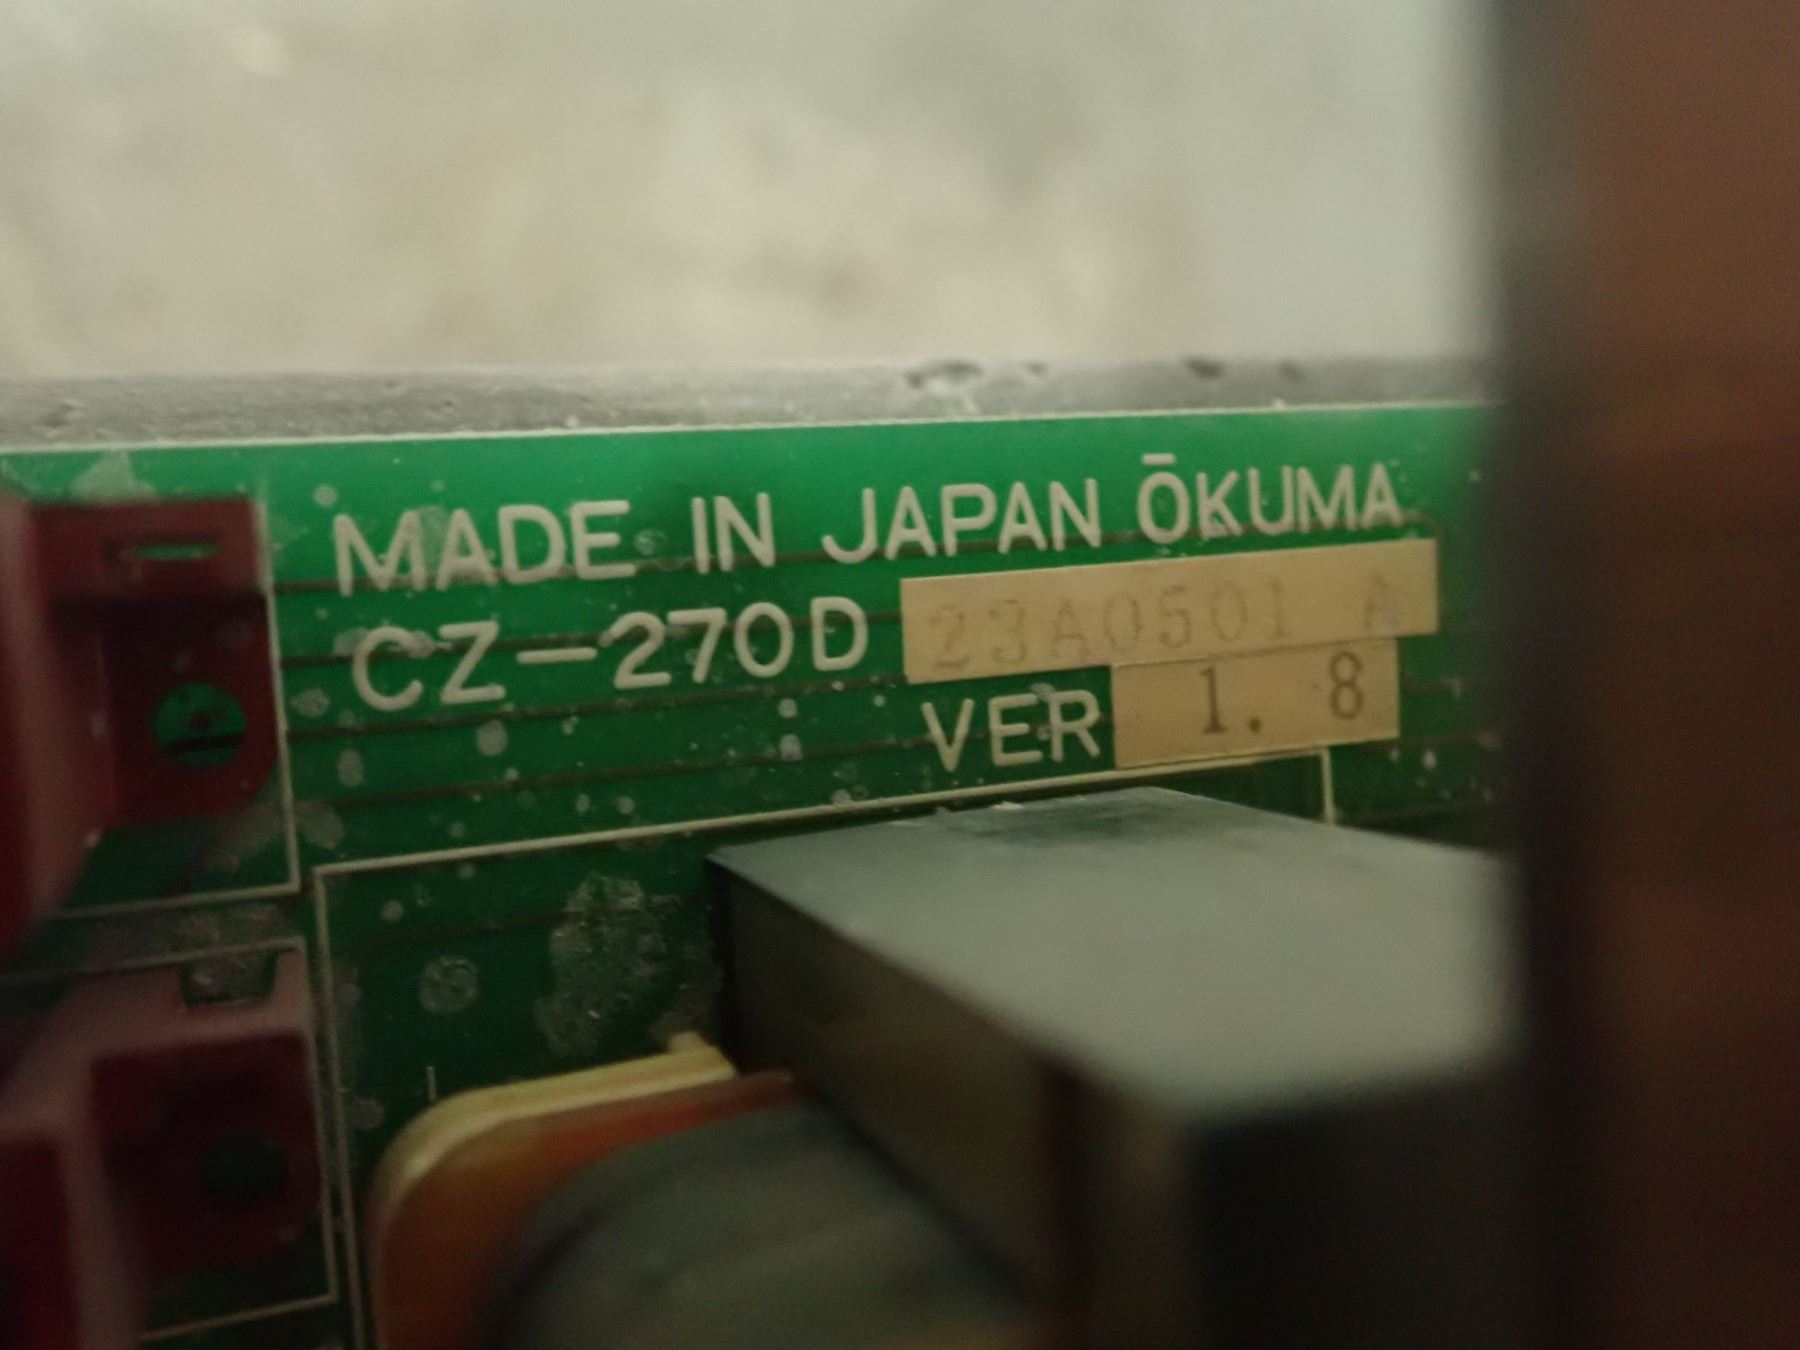 MADE IN JAPAN ŌKUMA
CZ-270D 23A0501 A
VER 1. 8